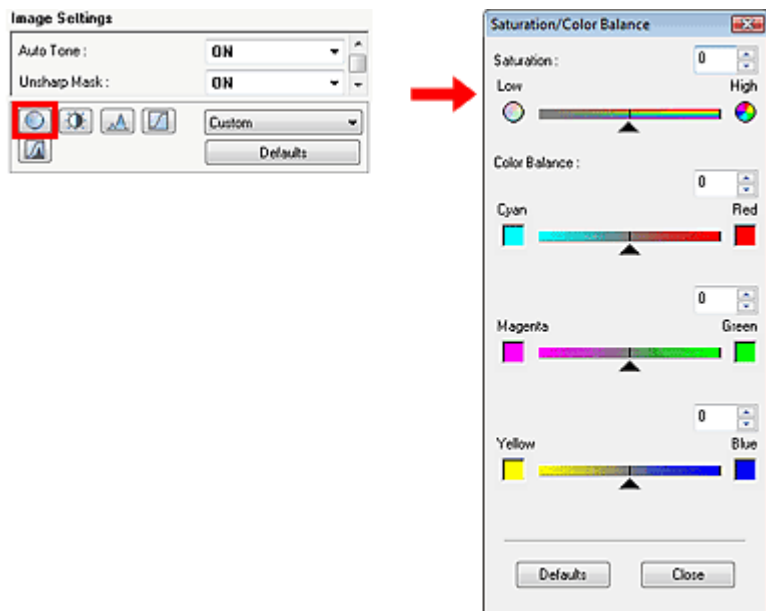 Image Settings
Auto Tone : ON
Unsharp Mask : ON
Custom
Defaults
Saturation/Color Balance
Saturation : 0
Low High
Color Balance :
0
Cyan Red
0
Magenta Green
0
Yellow Blue
Defaults Close